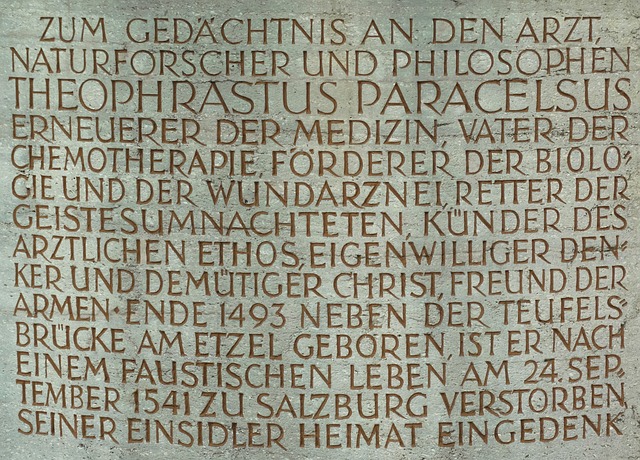 ZUM GEDÄCHTNIS AN DEN ARZT,
NATURFORSCHER UND PHILOSOPHEN
THEOPHRASTUS PARACELSUS
ERNEUERER DER MEDIZIN, VATER DER
CHEMOTHERAPIE, FÖRDERER DER BIOLO-
GIE UND DER WUNDARZNEI, RETTER DER
GEISTESUMNACHTETEN, KÜNDER DES
ÄRZTLICHEN ETHOS, EIGENWILLIGER DEN-
KER UND DEMÜTIGER CHRIST, FREUND DER
ARMEN·ENDE 1493 NEBEN DER TEUFELS-
BRÜCKE AM ETZEL GEBOREN, IST ER NACH
EINEM FAUSTISCHEN LEBEN AM 24. SEP-
TEMBER 1541 ZU SALZBURG VERSTORBEN,
SEINER EINSIDLER HEIMAT EINGEDENK